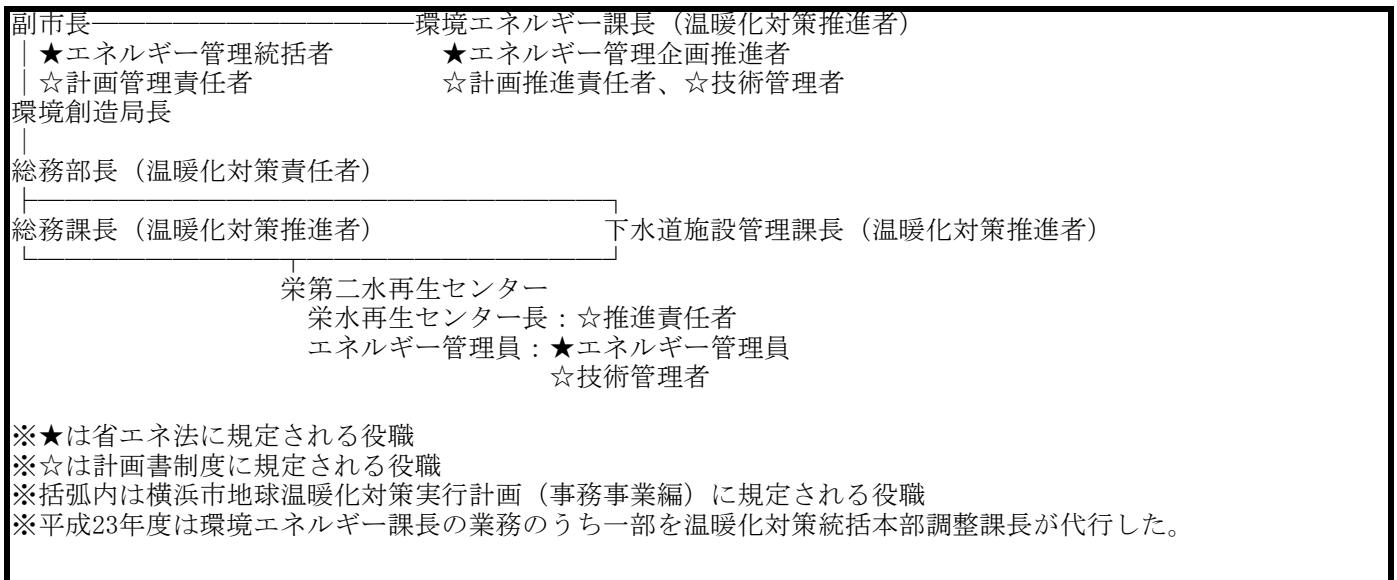 副市長――――――――――――環境エネルギー課長（温暖化対策推進者）
｜★エネルギー管理統括者　　　　★エネルギー管理企画推進者
｜☆計画管理責任者　　　　　　　☆計画推進責任者、☆技術管理者
環境創造局長
｜
総務部長（温暖化対策責任者）
├―――――――――――――――――――――┐
総務課長（温暖化対策推進者）　　　　　　　　　下水道施設管理課長（温暖化対策推進者）
└――――――――――┬―――――――――――┘
栄第二水再生センター
栄水再生センター長：☆推進責任者
エネルギー管理員：★エネルギー管理員
☆技術管理者
※★は省エネ法に規定される役職
※☆は計画書制度に規定される役職
※括弧内は横浜市地球温暖化対策実行計画（事務事業編）に規定される役職
※平成23年度は環境エネルギー課長の業務のうち一部を温暖化対策統括本部調整課長が代行した。